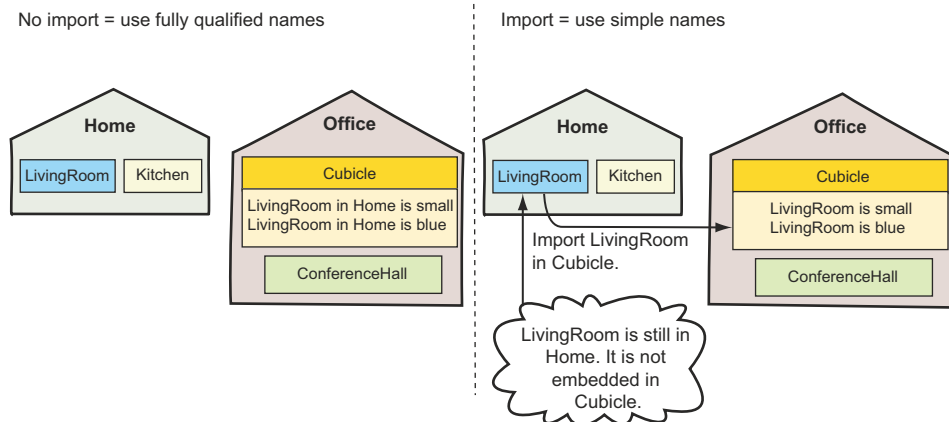 No import = use fully qualified names
Home
LivingRoom
Kitchen
Office
Cubicle
LivingRoom in Home is small
LivingRoom in Home is blue
ConferenceHall
Import = use simple names
Home
LivingRoom
Kitchen
Import LivingRoom
in Cubicle.
Office
Cubicle
LivingRoom is small
LivingRoom is blue
ConferenceHall
LivingRoom is still in
Home. It is not
embedded in
Cubicle.